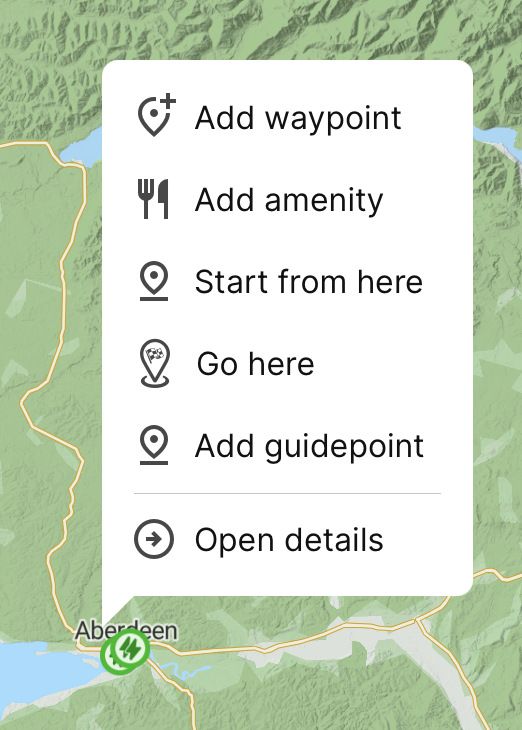 Add waypoint
Add amenity
Start from here
Go here
Add guidepoint
Open details
Aberdeen